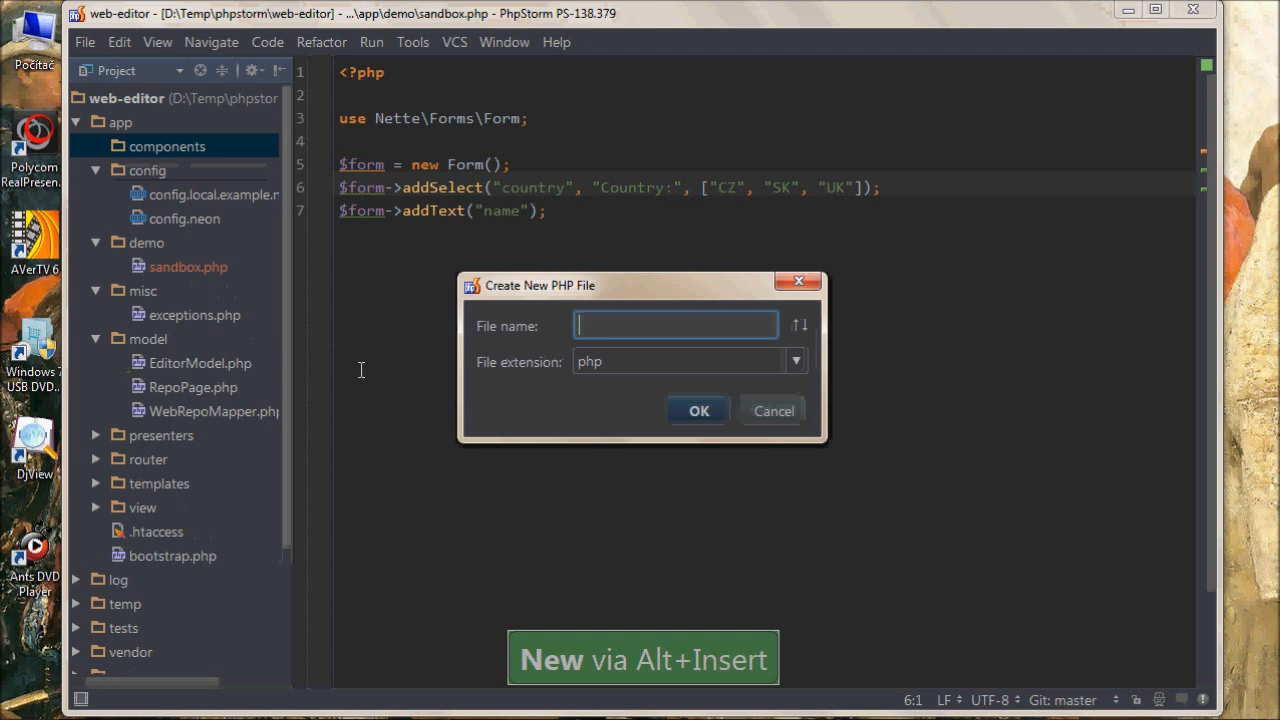 web-editor - [D:\Temp\phpstorm\web-editor] - ...\app\demo\sandbox.php - PhpStorm PS-138.379
File Edit View Navigate Code Refactor Run Tools VCS Window Help
Project
web-editor (D:\Temp\phpstor
app
components
config
config.local.example.n
config.neon
demo
sandbox.php
misc
exceptions.php
model
EditorModel.php
RepoPage.php
WebRepoMapper.php
presenters
router
templates
view
.htaccess
bootstrap.php
log
temp
tests
vendor
1 <?php
2
3 use Nette\Forms\Form;
4
5 $form = new Form();
6 $form->addSelect("country", "Country:", ["CZ", "SK", "UK"]);
7 $form->addText("name");
Create New PHP File
File name:
File extension: php
OK Cancel
New via Alt+Insert
6:1 LF UTF-8 Git: master
Počítač
Polycom
RealPresen...
AVerTV 6
Windows 7
USB DVD...
DjView
Ants DVD
Player